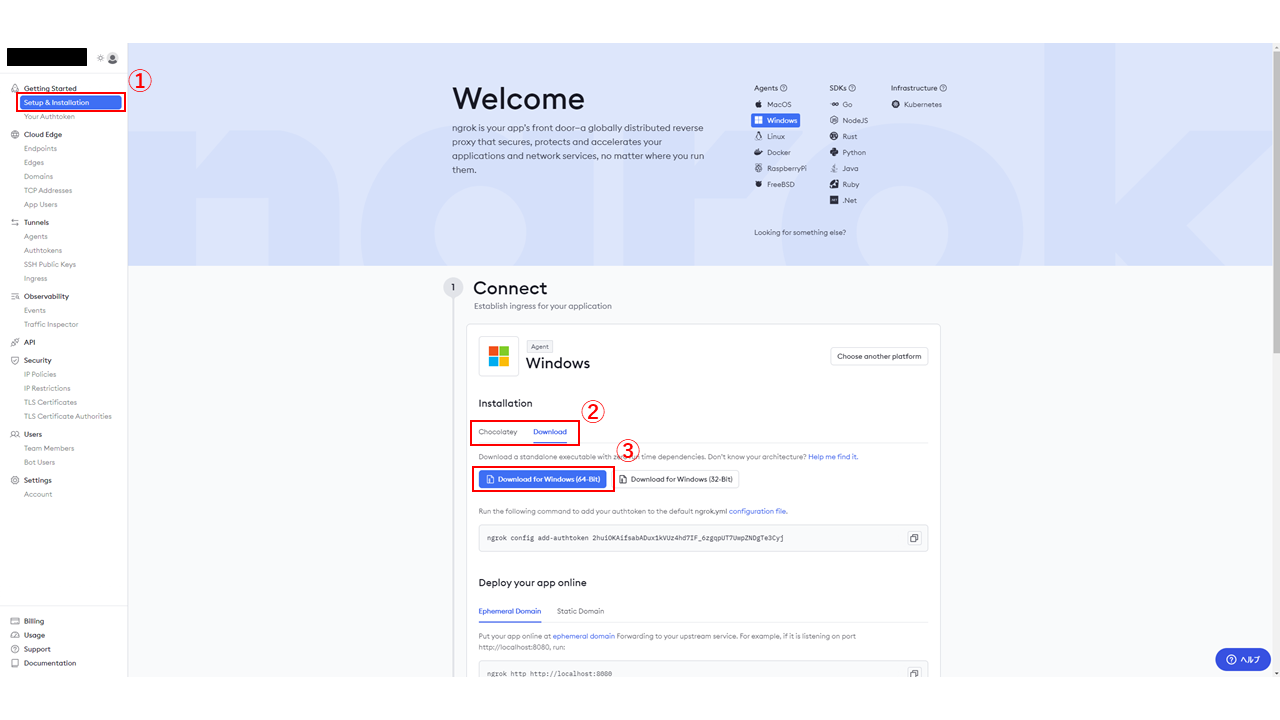 ①
Getting Started
Setup & Installation
Your Authtoken
Cloud Edge
Endpoints
Edges
Domains
TCP Addresses
App Users
Tunnels
Agents
Authtokens
SSH Public Keys
Ingress
Observability
Events
Traffic Inspector
API
Security
IP Policies
IP Restrictions
TLS Certificates
TLS Certificate Authorities
Users
Team Members
Bot Users
Settings
Account
Billing
Usage
Support
Documentation
ngrok
Welcome
ngrok is your app's front door—a globally distributed reverse
proxy that secures, protects and accelerates your
applications and network services, no matter where you run
them.
Agents
MacOS
Windows
Linux
Docker
RaspberryPi
FreeBSD
SDKs
Go
NodeJS
Rust
Python
Java
Ruby
.Net
Infrastructure
Kubernetes
Looking for something else?
1
Connect
Establish ingress for your application
Agent
Windows
Choose another platform
Installation
②
Chocolatey
Download
③
Download a standalone executable with run time dependencies. Don't know your architecture? Help me find it.
Download for Windows (64-Bit)
Download for Windows (32-Bit)
Run the following command to add your authtoken to the default ngrok.yml configuration file.
ngrok config add-authtoken
Deploy your app online
Ephemeral Domain
Static Domain
Put your app online at ephemeral domain Forwarding to your upstream service. For example, if it is listening on port
http://localhost:8080, run:
ngrok http http://localhost:8080
ヘルプ